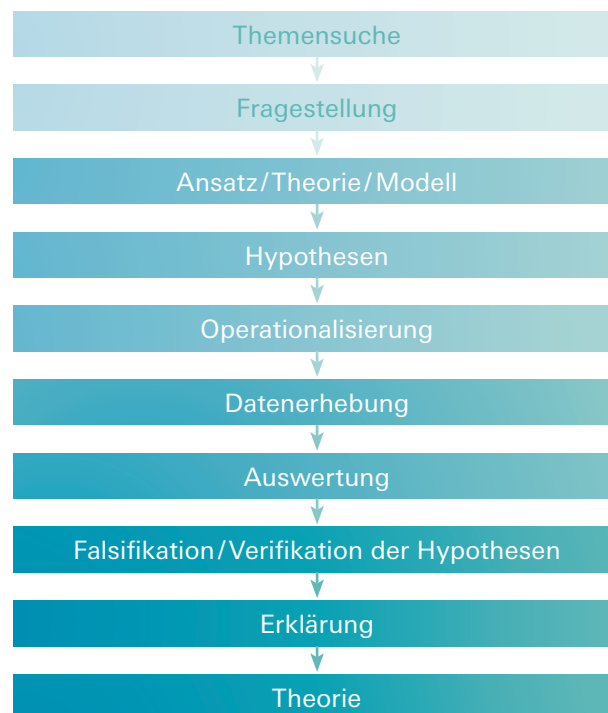 Themensuche
Fragestellung
Ansatz/Theorie/Modell
Hypothesen
Operationalisierung
Datenerhebung
Auswertung
Falsifikation/Verifikation der Hypothesen
Erklärung
Theorie